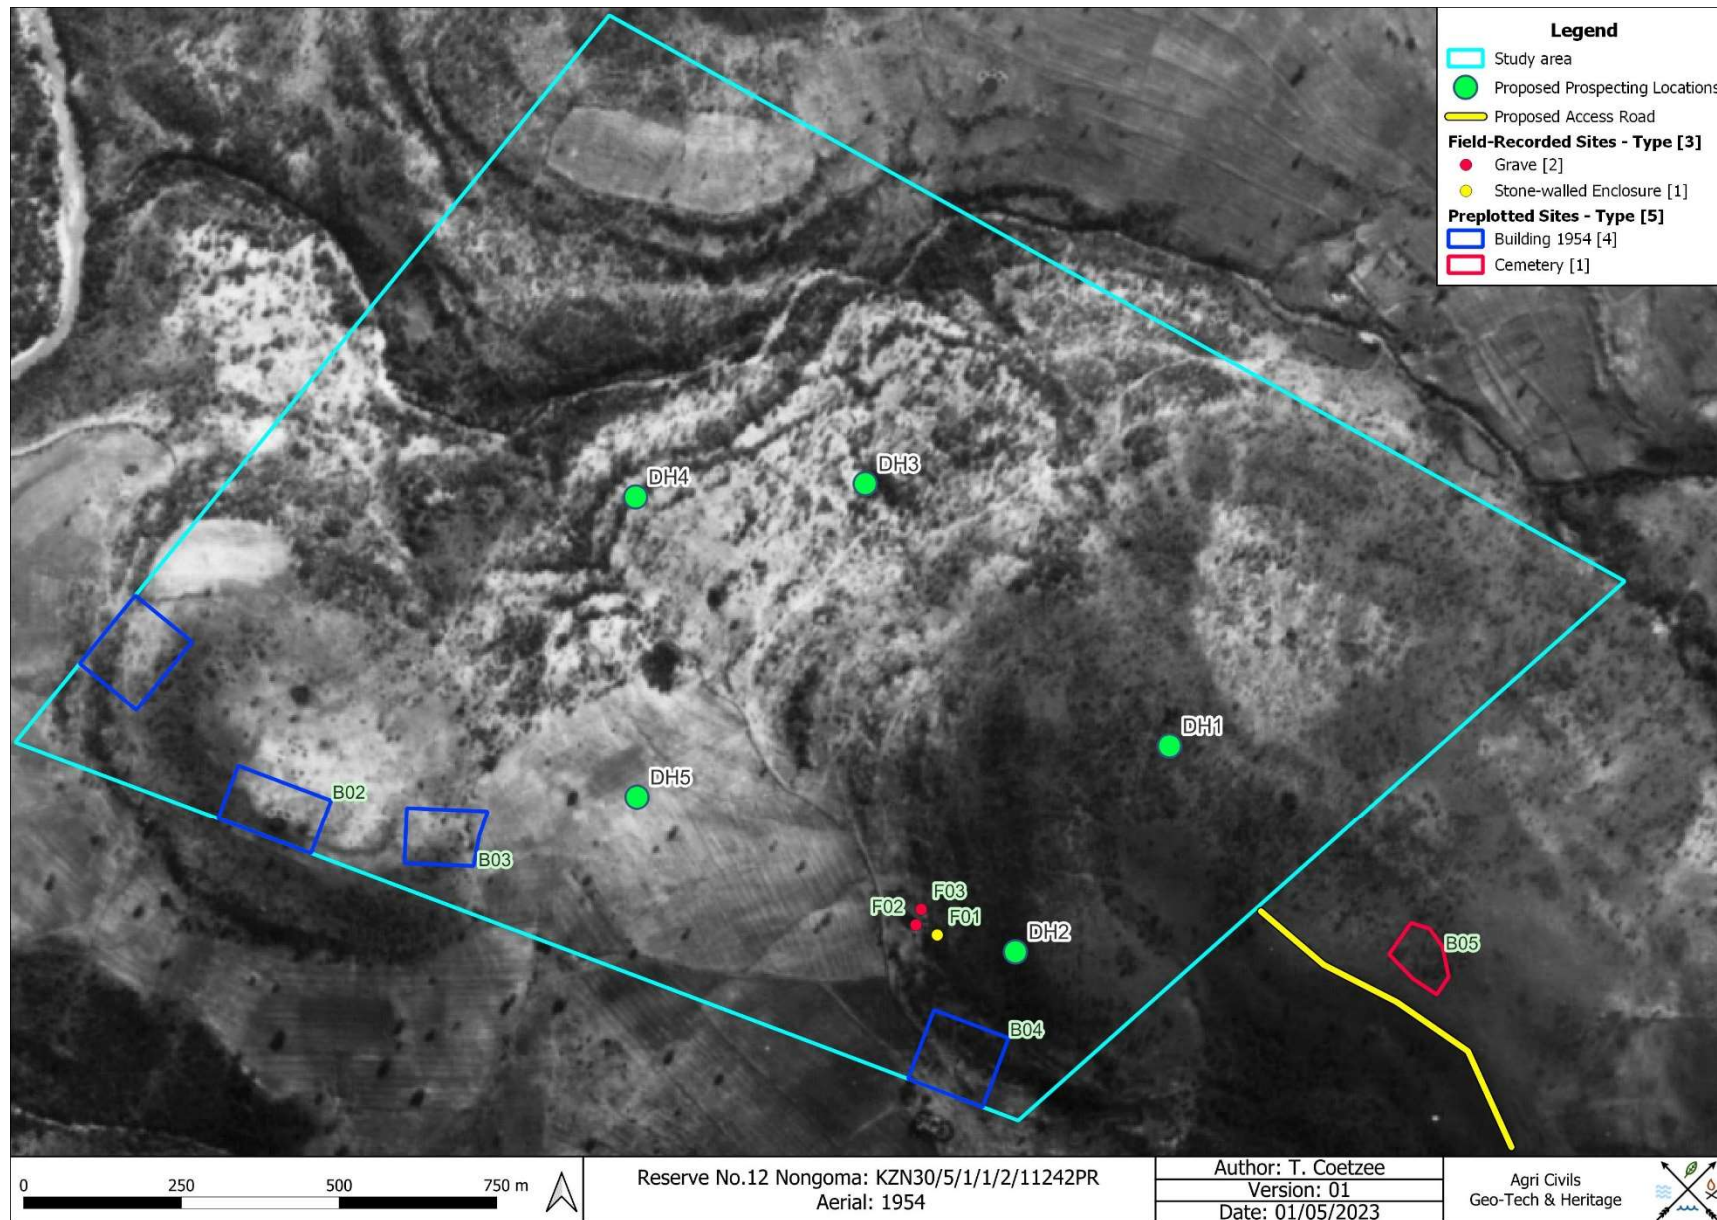 Legend
Study area
Proposed Prospecting Locations
Proposed Access Road
Field-Recorded Sites - Type [3]
Grave [2]
Stone-walled Enclosure [1]
Preplotted Sites - Type [5]
Building 1954 [4]
Cemetery [1]
DH4
DH3
DH1
DH5
B02
B03
F03
F02
F01
DH2
B05
B04
0 250 500 750 m
Reserve No.12 Nongoma: KZN30/5/1/1/2/11242PR
Aerial: 1954
Author: T. Coetzee
Version: 01
Date: 01/05/2023
Agri Civils
Geo-Tech & Heritage